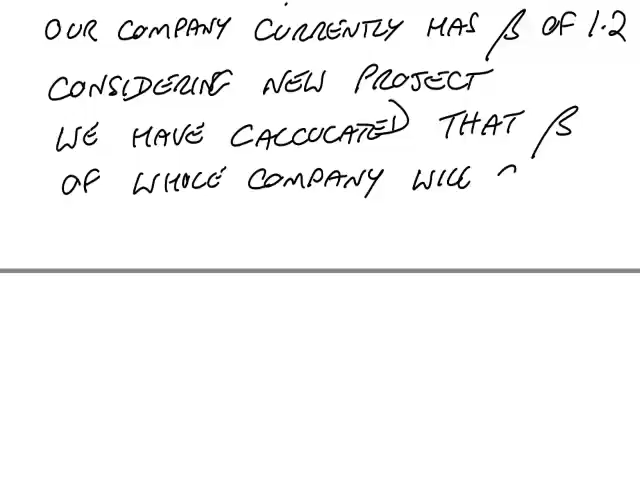 OUR COMPANY CURRENTLY HAS β OF 1.2
CONSIDERING NEW PROJECT
WE HAVE CALCULATED THAT β
OF WHOLE COMPANY WILL